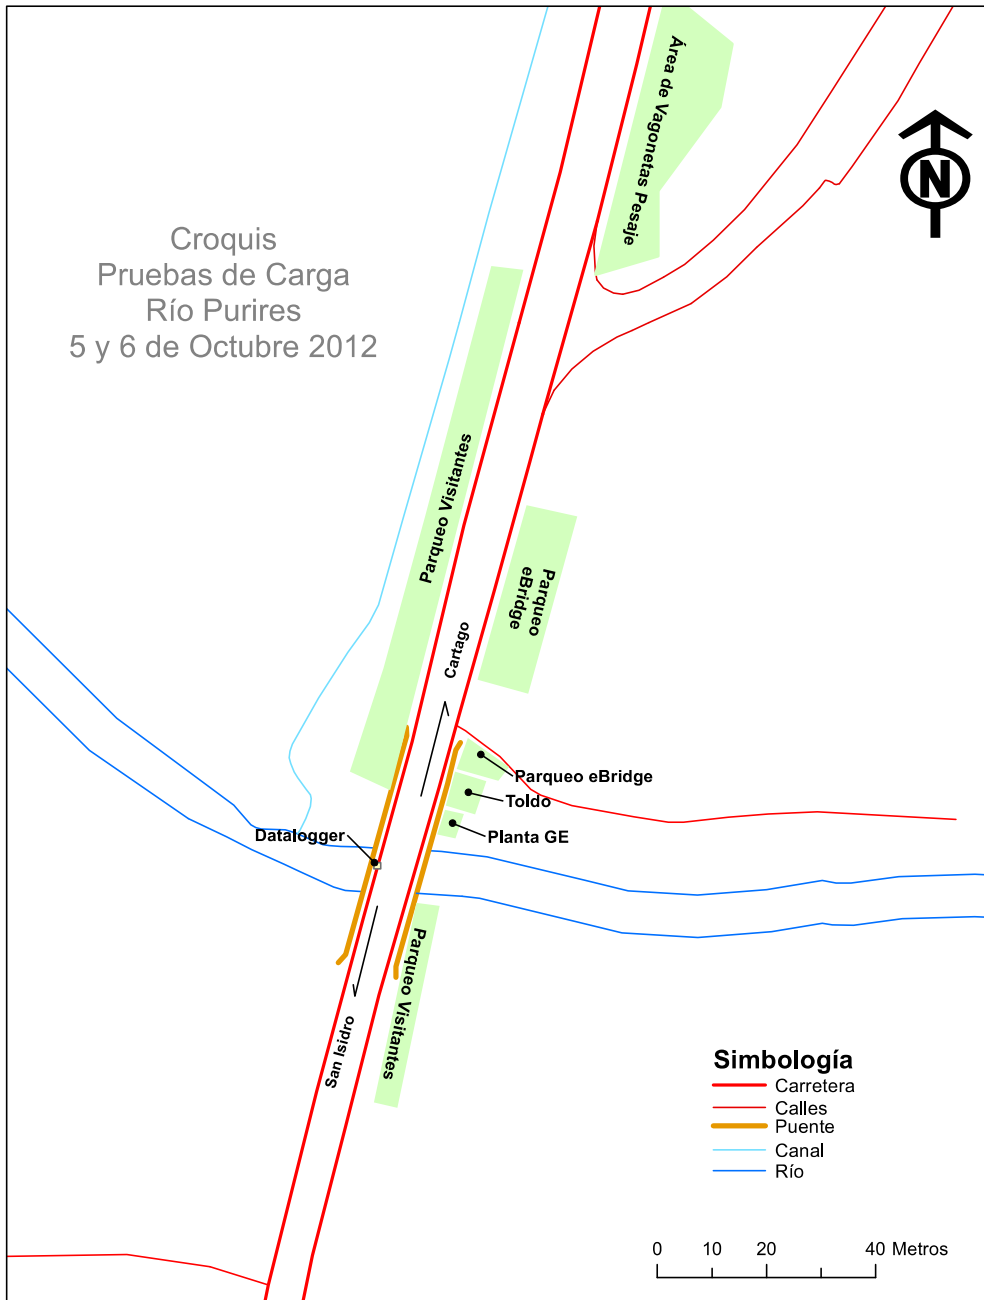 Área de Vagonetas Pesaje
N
Croquis
Pruebas de Carga
Río Purires
5 y 6 de Octubre 2012
Parqueo Visitantes
Parqueo
eBridge
Cartago
Parqueo eBridge
Toldo
Planta GE
Datalogger
Parqueo Visitantes
San Isidro
Simbología
Carretera
Calles
Puente
Canal
Río
0 10 20 40 Metros